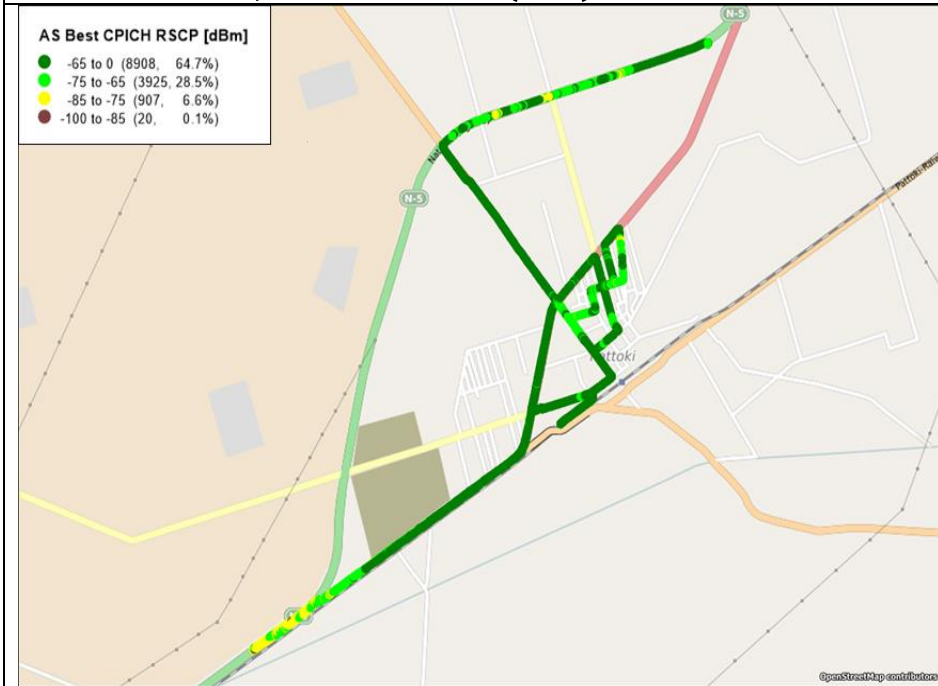 AS Best CPICH RSCP [dBm]
-65 to 0 (8908, 64.7%)
-75 to -65 (3925, 28.5%)
-85 to -75 (907, 6.6%)
-100 to -85 (20, 0.1%)
N-5
N-5
OpenStreetMap contributors